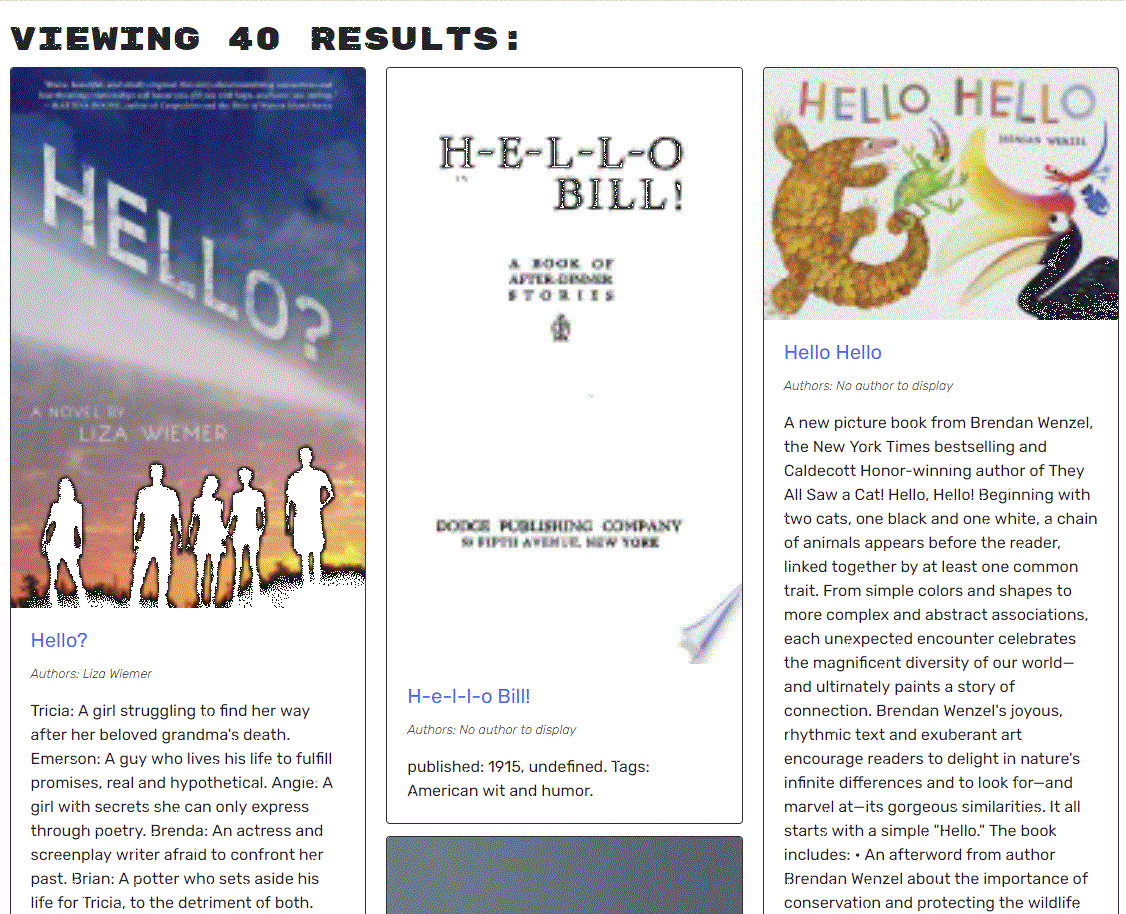 VIEWING 40 RESULTS:
HELLO?
A NOVEL BY
LIZA WIEMER
Hello?
Authors: Liza Wiemer
Tricia: A girl struggling to find her way
after her beloved grandma's death.
Emerson: A guy who lives his life to fulfill
promises, real and hypothetical. Angie: A
girl with secrets she can only express
through poetry. Brenda: An actress and
screenplay writer afraid to confront her
past. Brian: A potter who sets aside his
life for Tricia, to the detriment of both.
H-E-L-L-O
BILL!
A BOOK OF
AFTER-DINNER
STORIES
DODGE PUBLISHING COMPANY
FIFTH AVENUE, NEW YORK
H-e-l-l-o Bill!
Authors: No author to display
published: 1915, undefined. Tags:
American wit and humor.
HELLO HELLO
BRENDAN WENZEL
Hello Hello
Authors: No author to display
A new picture book from Brendan Wenzel,
the New York Times bestselling and
Caldecott Honor-winning author of They
All Saw a Cat! Hello, Hello! Beginning with
two cats, one black and one white, a chain
of animals appears before the reader,
linked together by at least one common
trait. From simple colors and shapes to
more complex and abstract associations,
each unexpected encounter celebrates
the magnificent diversity of our world—
and ultimately paints a story of
connection. Brendan Wenzel's joyous,
rhythmic text and exuberant art
encourage readers to delight in nature's
infinite differences and to look for—and
marvel at—its gorgeous similarities. It all
starts with a simple "Hello." The book
includes: • An afterword from author
Brendan Wenzel about the importance of
conservation and protecting the wildlife